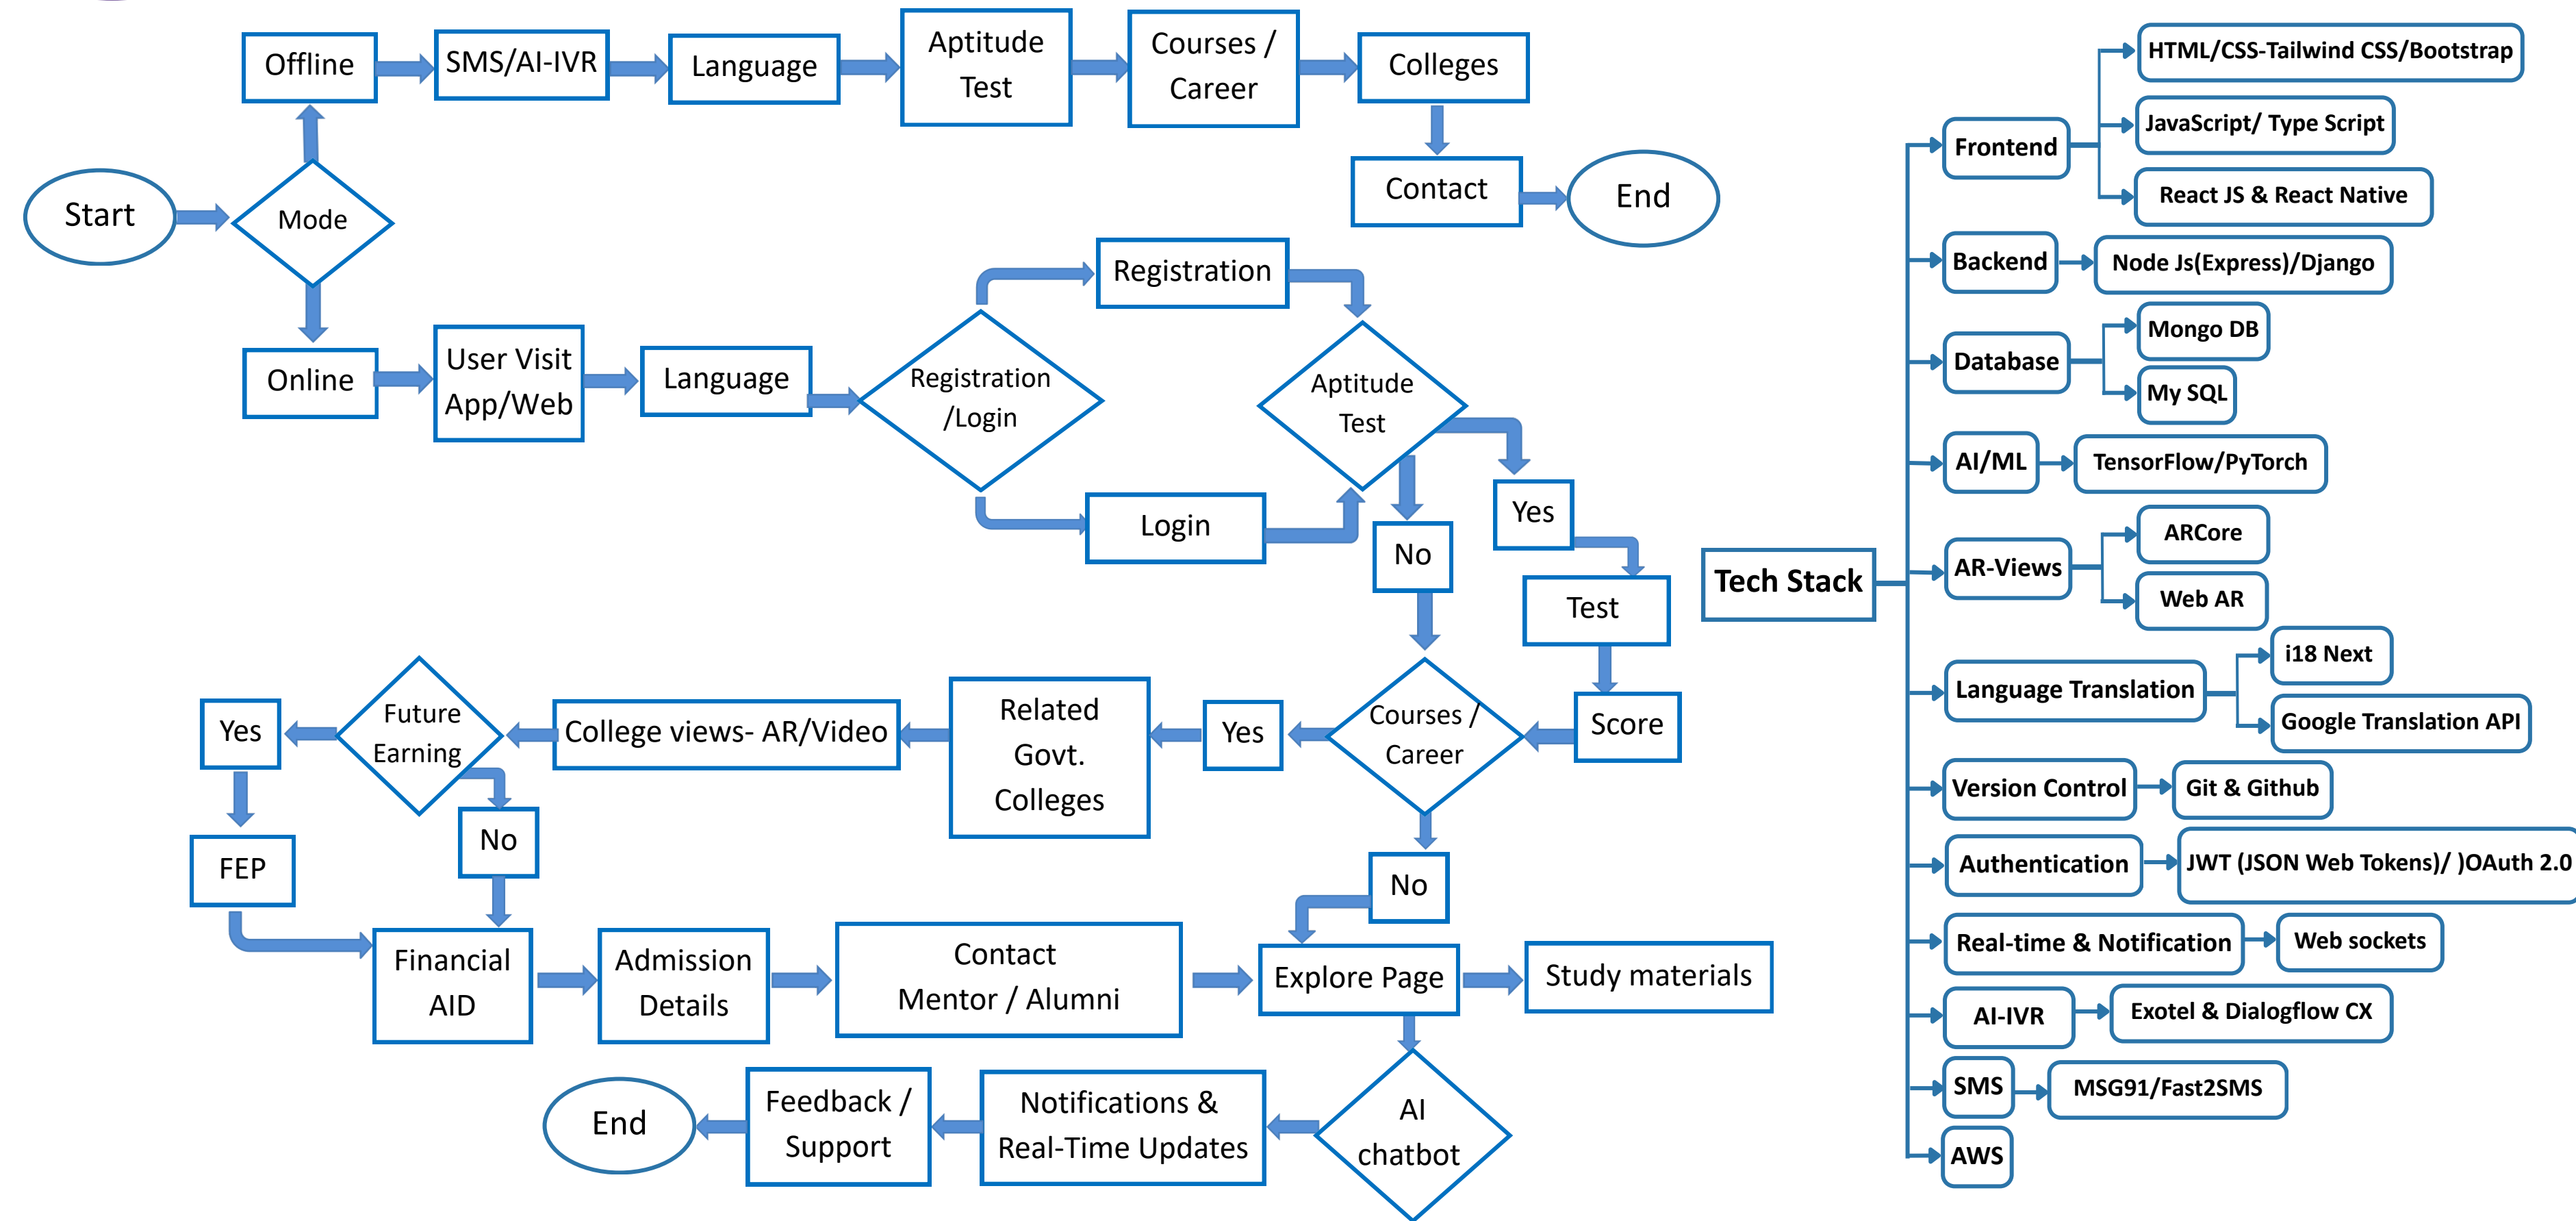 Offline
SMS/AI-IVR
Language
Aptitude
Test
Courses /
Career
Colleges
Contact
End
Start
Mode
Online
User Visit
App/Web
Language
Registration
/Login
Registration
Login
Aptitude
Test
Yes
No
Test
Score
Courses /
Career
Yes
Related
Govt.
Colleges
College views- AR/Video
Future
Earning
Yes
FEP
No
Financial
AID
Admission
Details
Contact
Mentor / Alumni
No
Explore Page
Study materials
AI
chatbot
Notifications &
Real-Time Updates
Feedback /
Support
End
Tech Stack
Frontend
HTML/CSS-Tailwind CSS/Bootstrap
JavaScript/ Type Script
React JS & React Native
Backend
Node Js(Express)/Django
Database
Mongo DB
My SQL
AI/ML
TensorFlow/PyTorch
AR-Views
ARCore
Web AR
Language Translation
i18 Next
Google Translation API
Version Control
Git & Github
Authentication
JWT (JSON Web Tokens)/ )OAuth 2.0
Real-time & Notification
Web sockets
AI-IVR
Exotel & Dialogflow CX
SMS
MSG91/Fast2SMS
AWS